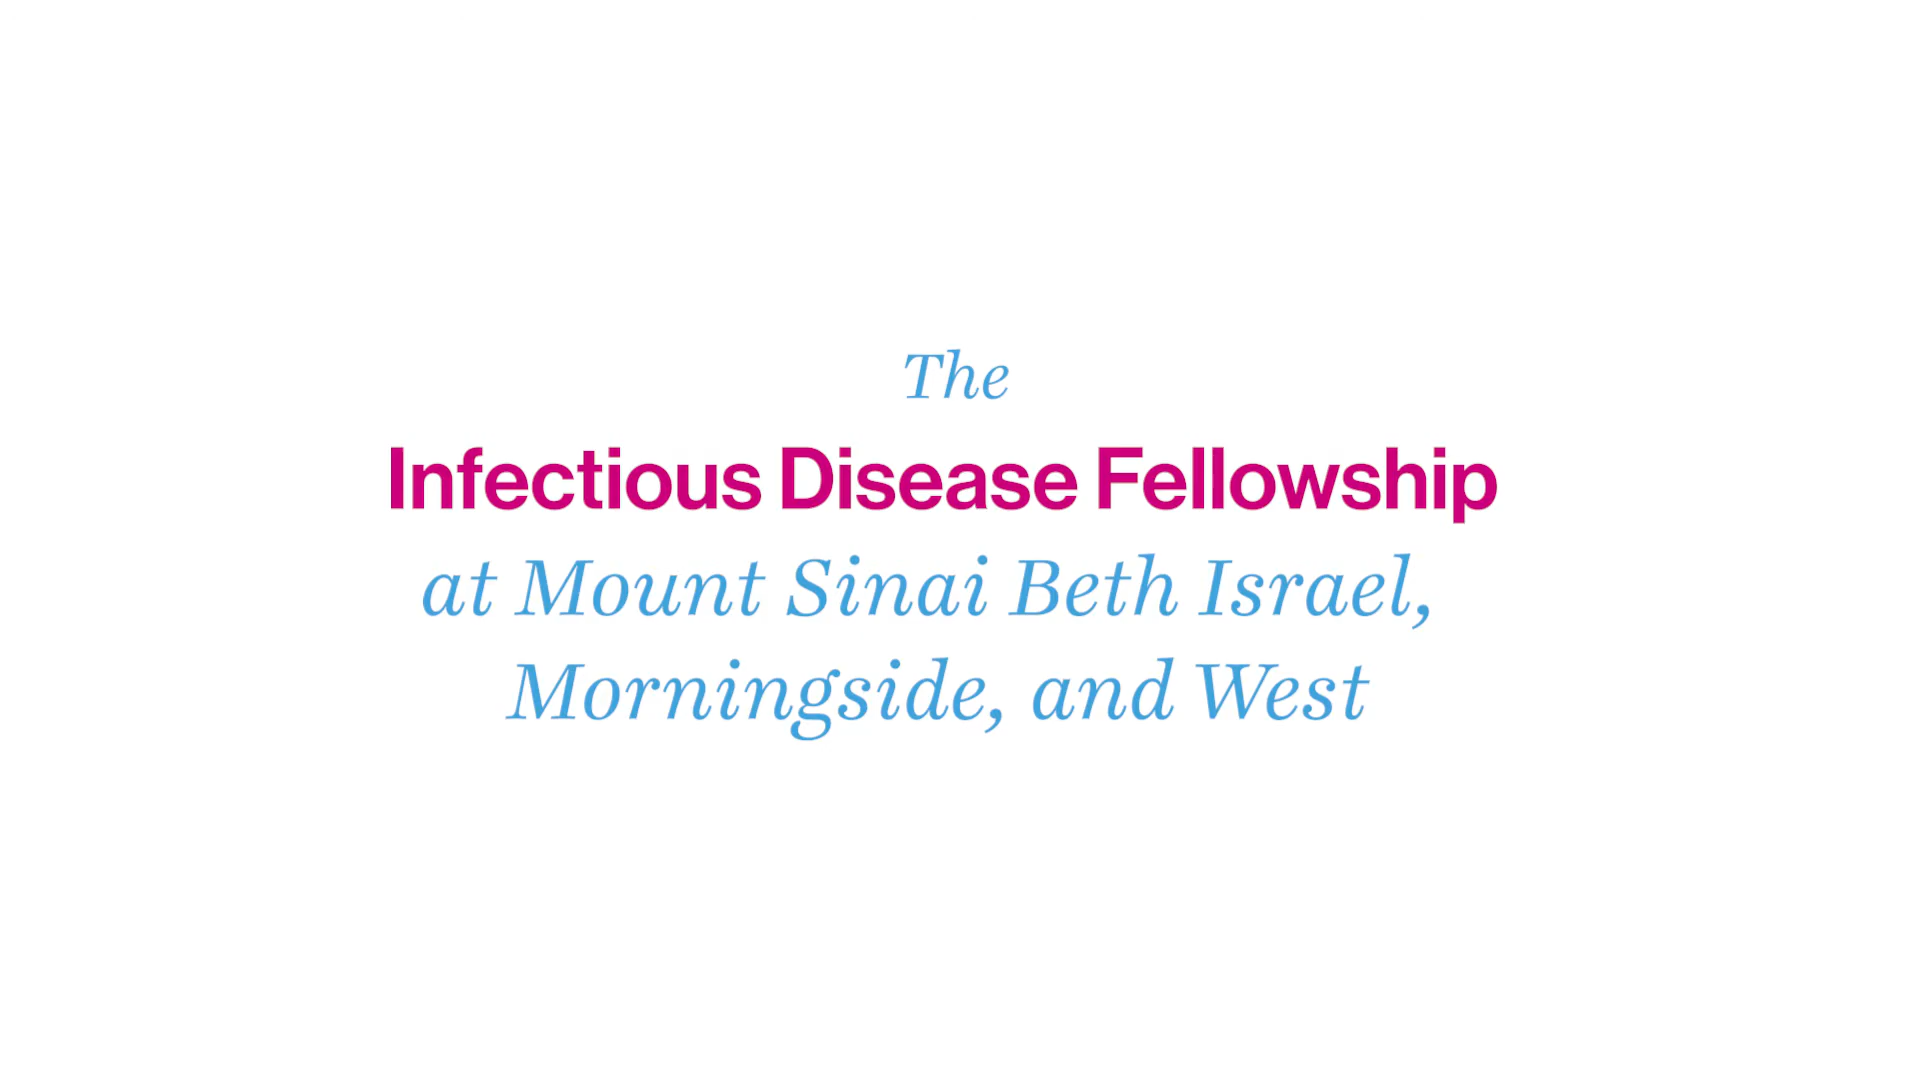 The
Infectious Disease Fellowship
at Mount Sinai Beth Israel,
Morningside, and West